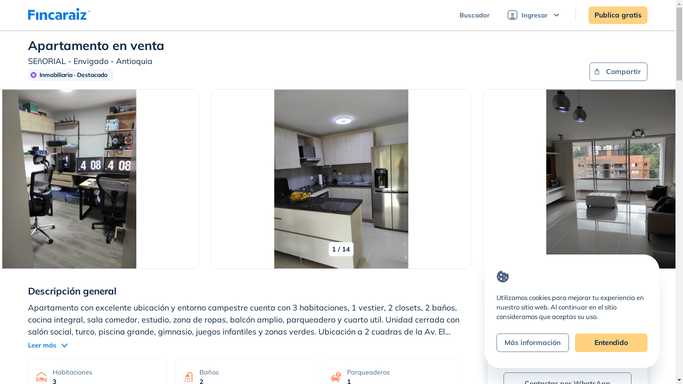 Fincaraiz
Buscador
Ingresar
Publica gratis
Apartamento en venta
SEñORIAL - Envigado - Antioquia
Inmobiliaria · Destacado
Compartir
4 08 4 08
1 / 14
Descripción general
Apartamento con excelente ubicación y entorno campestre cuenta con 3 habitaciones, 1 vestier, 2 closets, 2 baños,
cocina integral, sala comedor, estudio, zona de ropas, balcón amplio, parqueadero y cuarto util. Unidad cerrada con
salón social, turco, piscina grande, gimnasio, juegos infantiles y zonas verdes. Ubicación a 2 cuadras de la Av. El...
Leer más
Habitaciones
3
Baños
2
Parqueaderos
1
Utilizamos cookies para mejorar tu experiencia en
nuestro sitio web. Al continuar en el sitio
consideramos que aceptas su uso.
Más información
Entendido
Contactar por WhatsApp